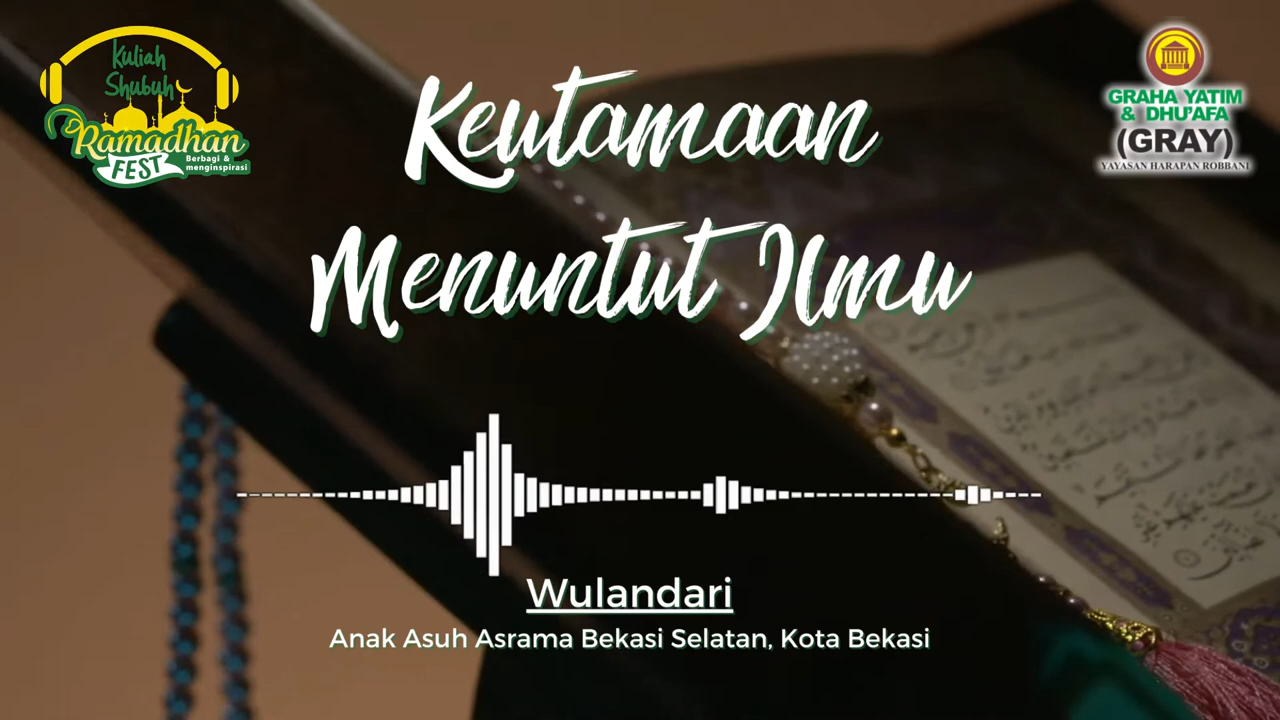 Kuliah
Shubuh
Ramadhan
FEST
Berbagi &
menginspirasi
Keutamaan
Menuntut Ilmu
GRAHA YATIM
& DHU'AFA
(GRAY)
YAYASAN HARAPAN ROBBANI
Wulandari
Anak Asuh Asrama Bekasi Selatan, Kota Bekasi